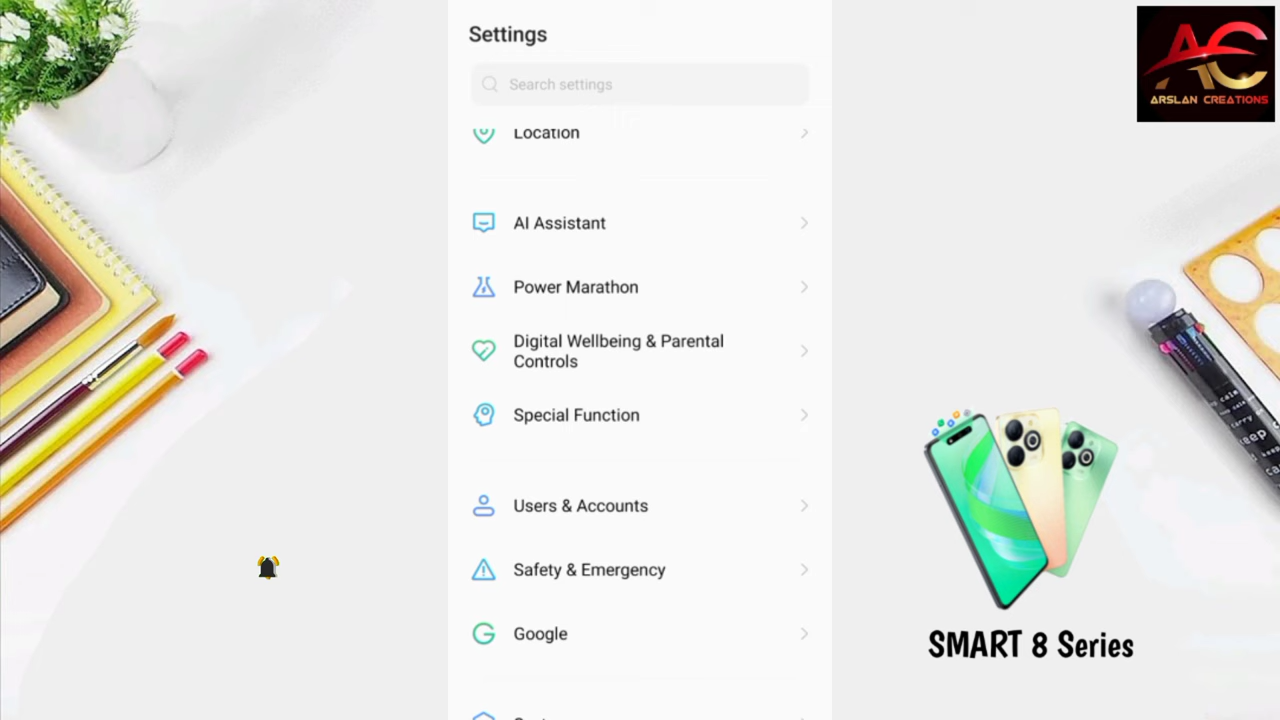 Settings
Search settings
Location
AI Assistant
Power Marathon
Digital Wellbeing & Parental
Controls
Special Function
Users & Accounts
Safety & Emergency
Google
AC
ARSLAN CREATIONS
SMART 8 Series